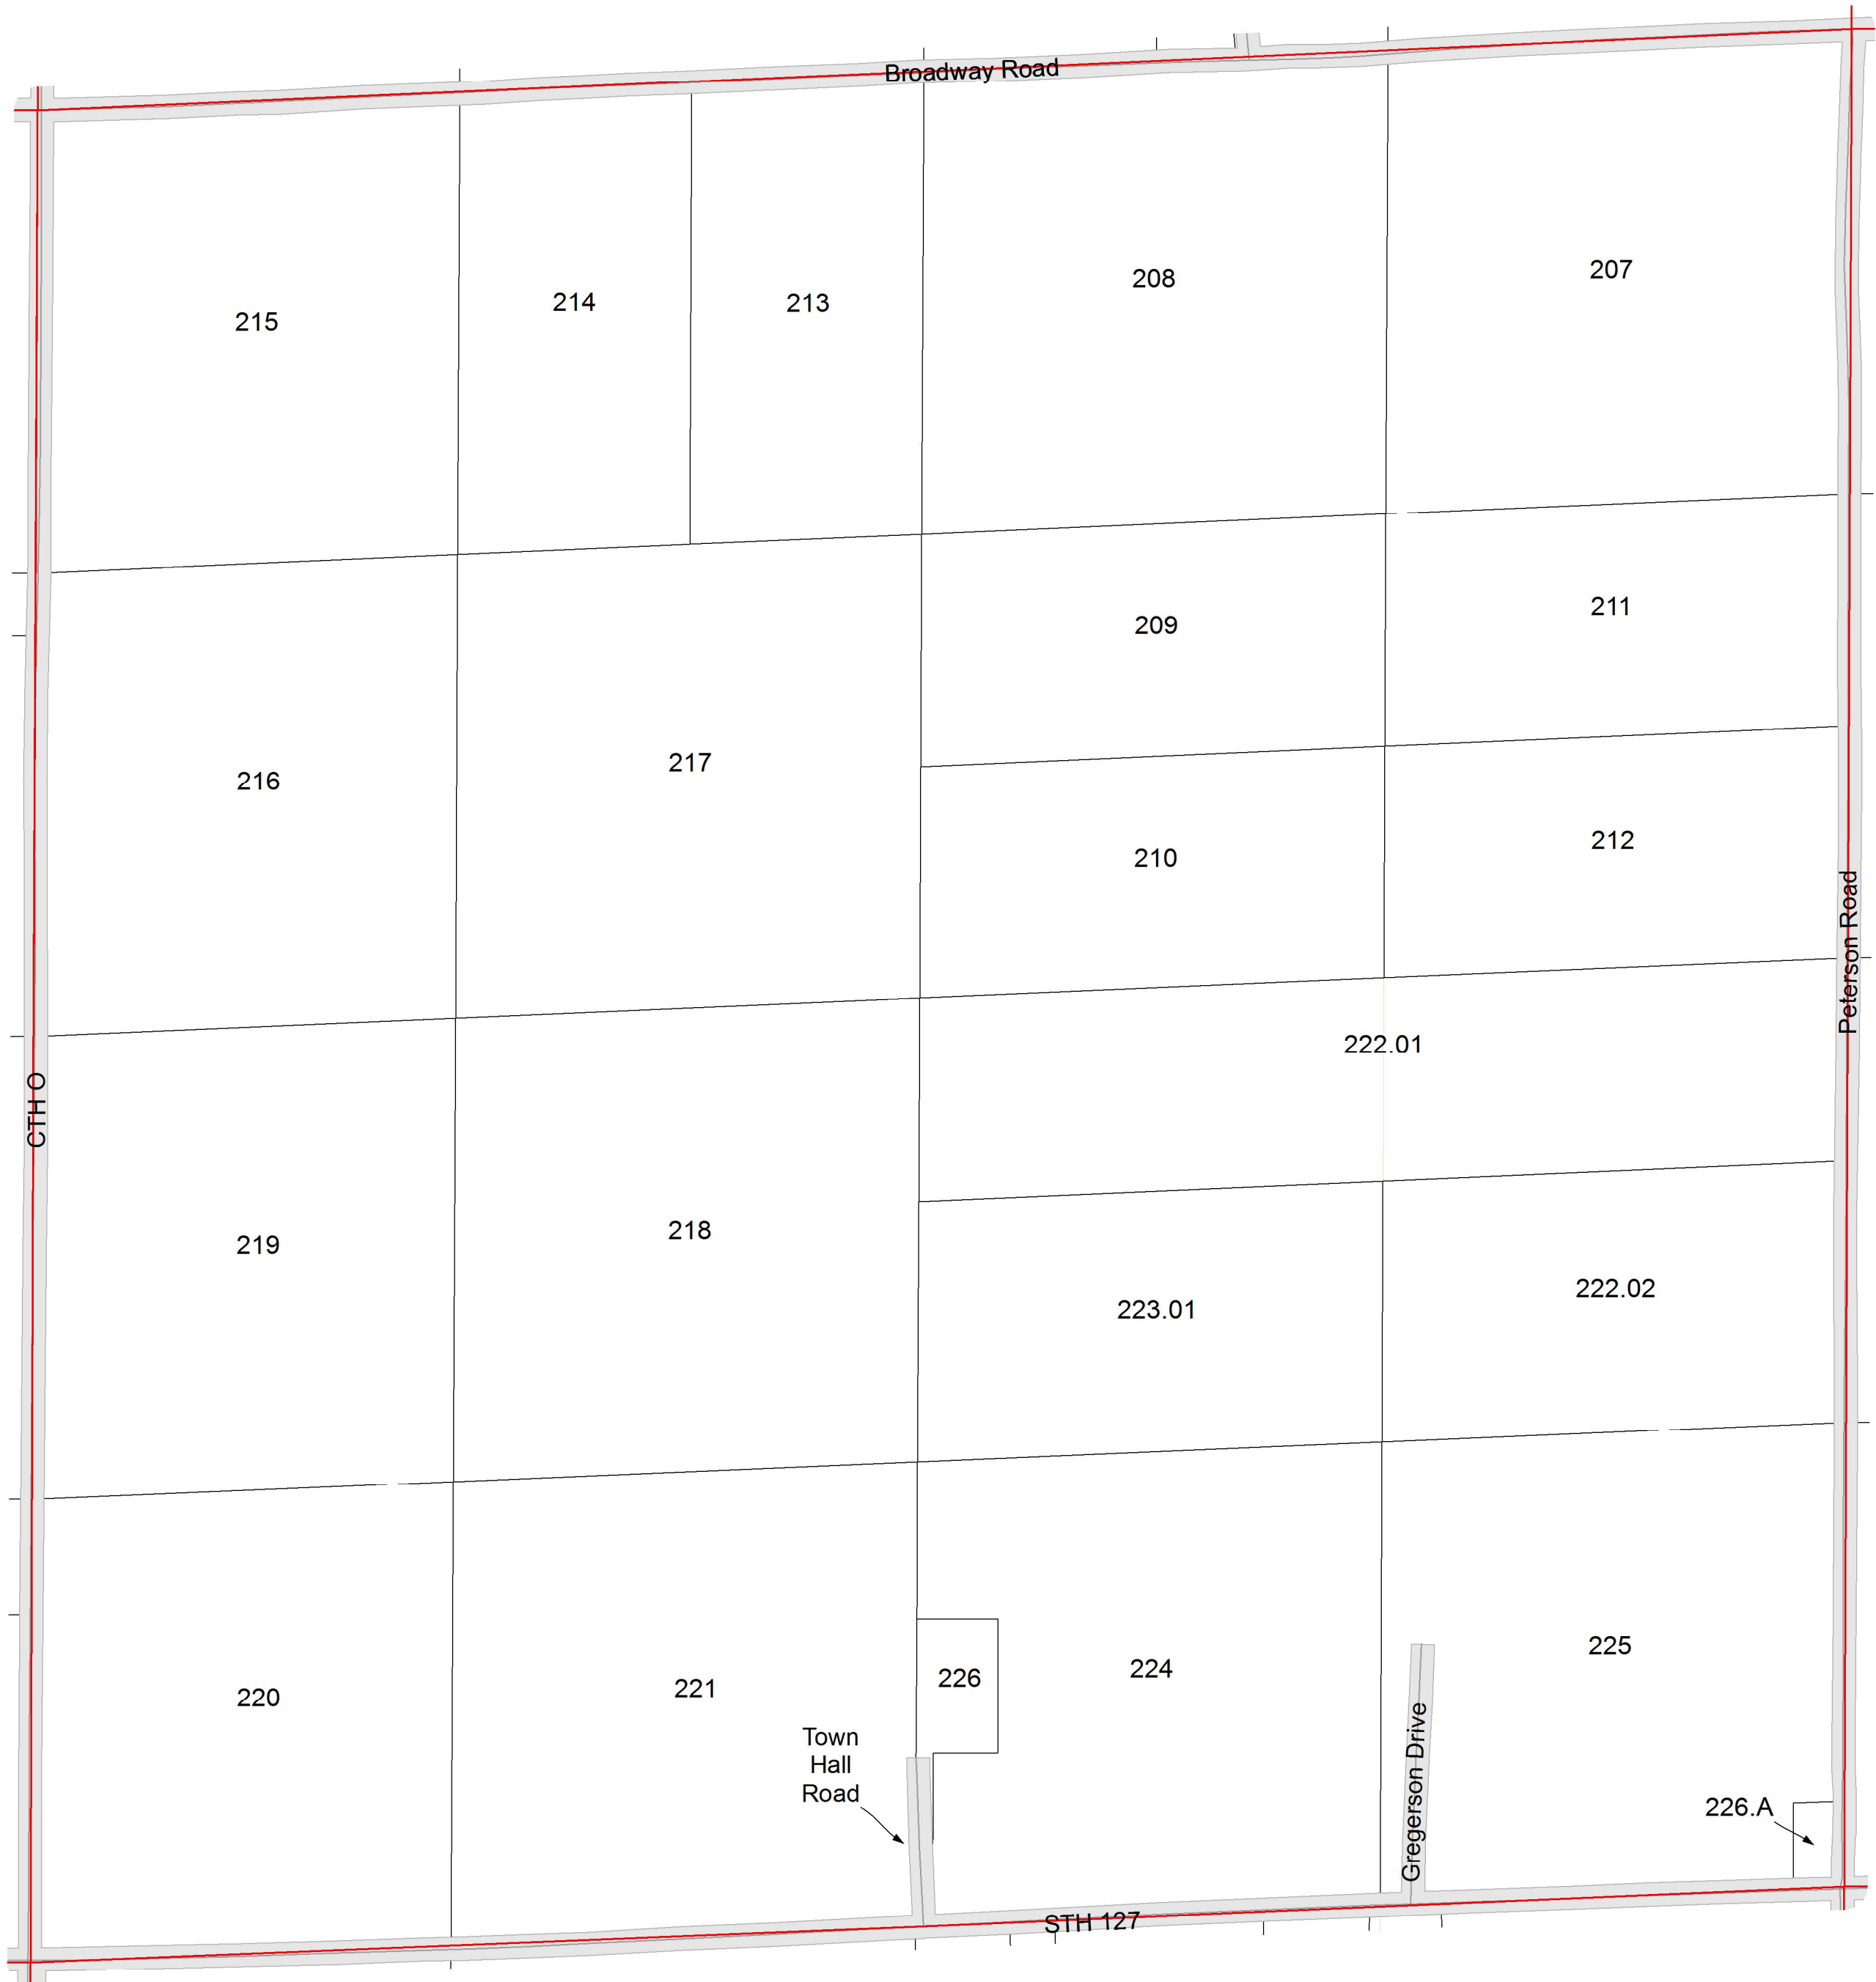 Broadway Road
207
208
214
213
215
211
209
217
216
212
210
Peterson Road
222.01
CTH O
218
219
222.02
223.01
225
224
226
221
220
Town
Hall
Road
Gregerson Drive
226.A
STH 127